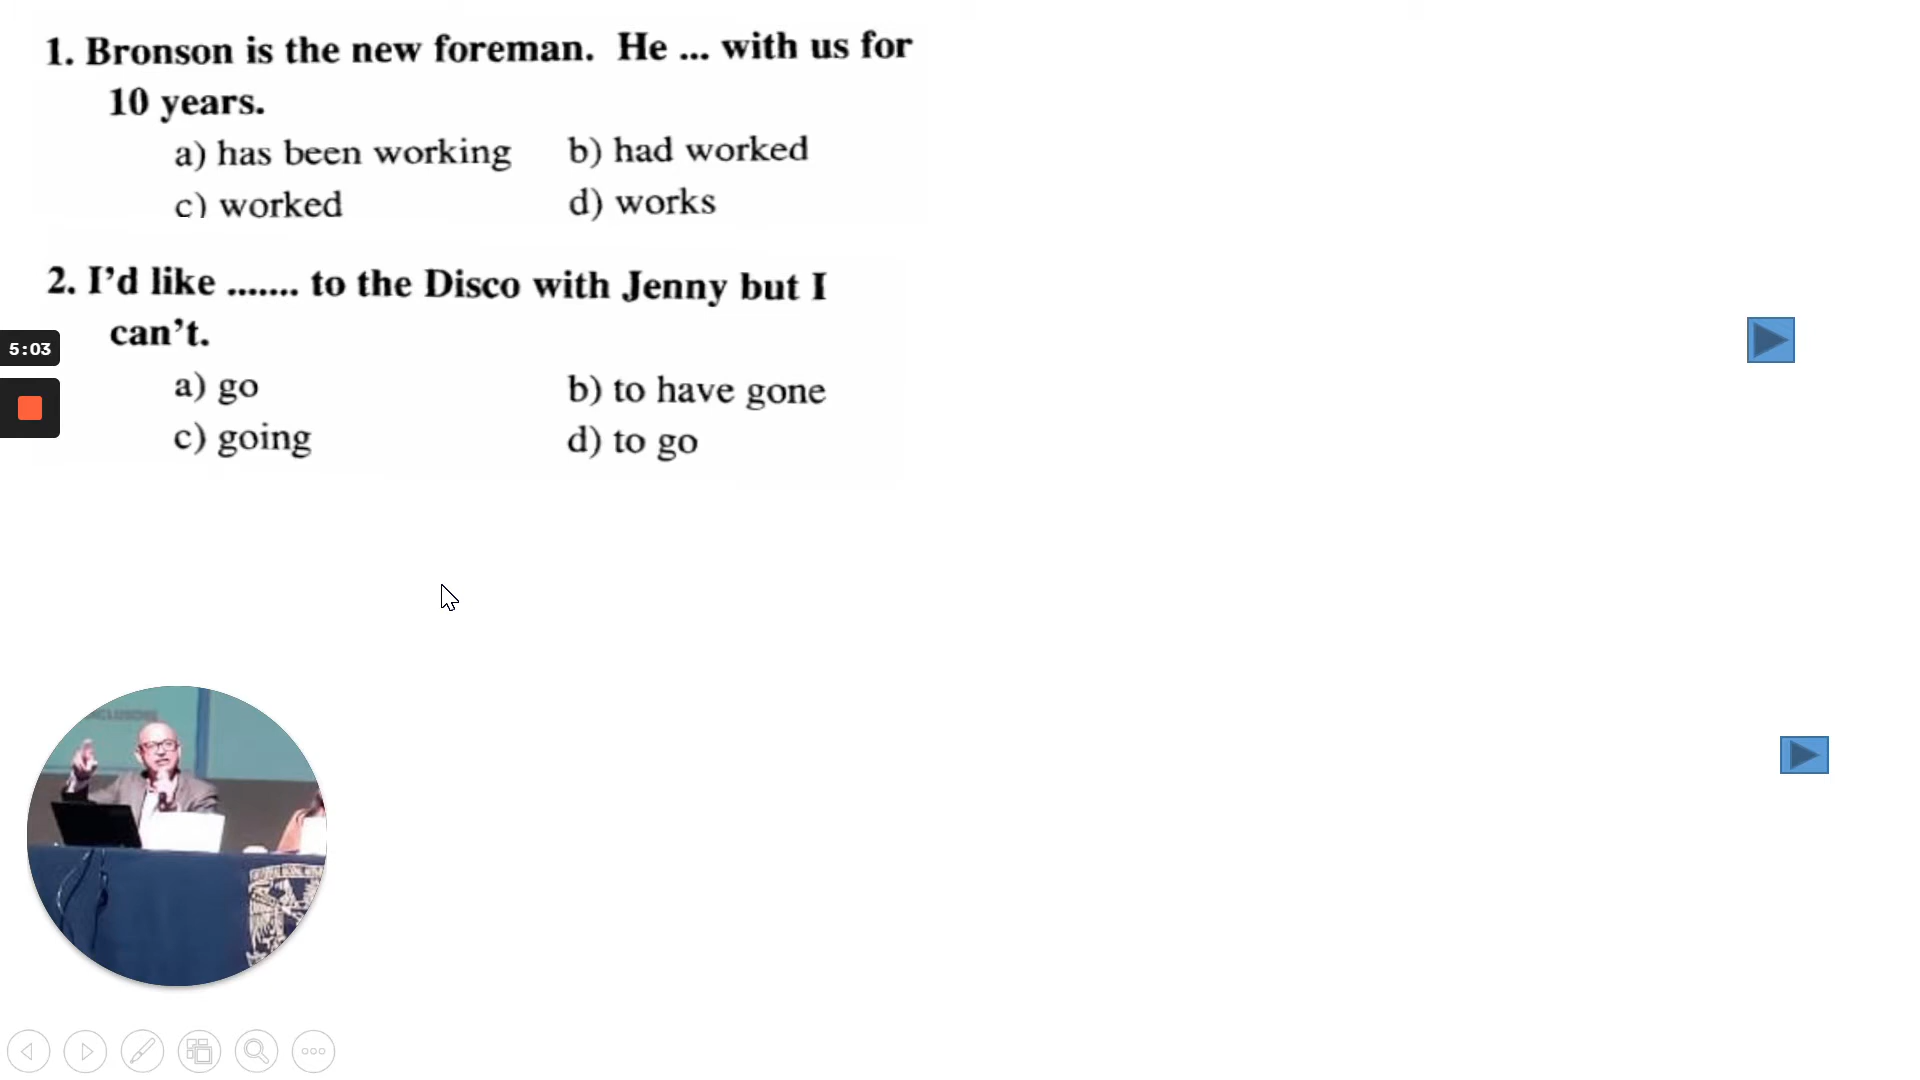 1. Bronson is the new foreman. He ... with us for
10 years.
a) has been working b) had worked
c) worked d) works
2. I'd like ....... to the Disco with Jenny but I
can't.
a) go b) to have gone
c) going d) to go
5:03